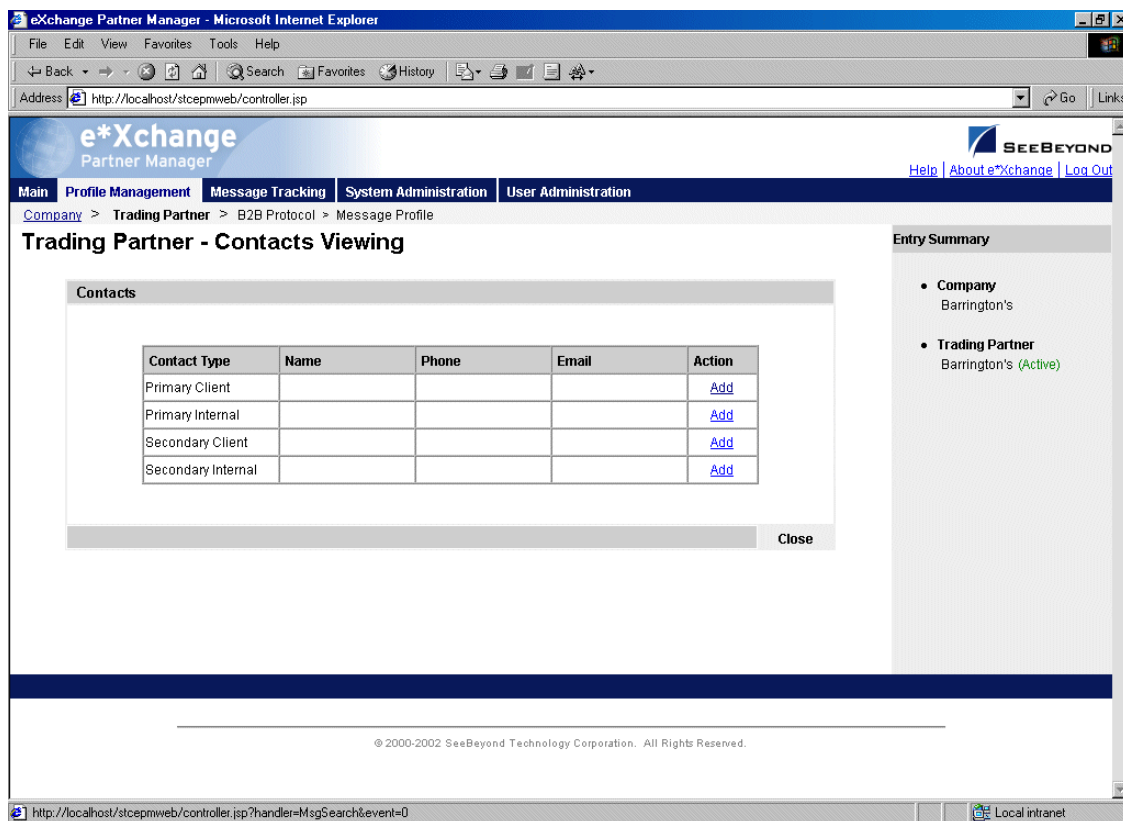 eXchange Partner Manager - Microsoft Internet Explorer
File Edit View Favorites Tools Help
Back Search Favorites History
Address http://localhost/stcepmweb/controller.jsp Go Links
e*Xchange
Partner Manager
SEEBEYOND
Help | About e*Xchange | Log Out
Main Profile Management Message Tracking System Administration User Administration
Company > Trading Partner > B2B Protocol > Message Profile
Trading Partner - Contacts Viewing
Contacts
Contact Type Name Phone Email Action
Primary Client Add
Primary Internal Add
Secondary Client Add
Secondary Internal Add
Close
Entry Summary
• Company
Barrington's
• Trading Partner
Barrington's (Active)
© 2000-2002 SeeBeyond Technology Corporation. All Rights Reserved.
http://localhost/stcepmweb/controller.jsp?handler=MsgSearch&event=0 Local intranet